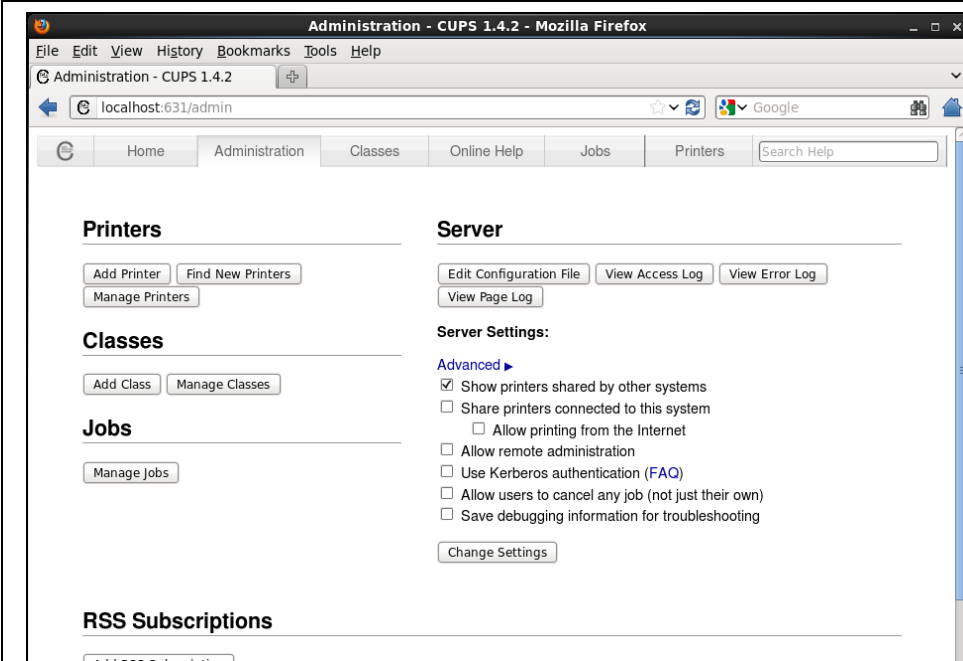 Administration - CUPS 1.4.2 - Mozilla Firefox
File Edit View History Bookmarks Tools Help
Administration - CUPS 1.4.2
localhost:631/admin
Google
Home Administration Classes Online Help Jobs Printers Search Help
Printers
Add Printer Find New Printers
Manage Printers
Classes
Add Class Manage Classes
Jobs
Manage Jobs
Server
Edit Configuration File View Access Log View Error Log
View Page Log
Server Settings:
Advanced ▶
Show printers shared by other systems
Share printers connected to this system
Allow printing from the Internet
Allow remote administration
Use Kerberos authentication (FAQ)
Allow users to cancel any job (not just their own)
Save debugging information for troubleshooting
Change Settings
RSS Subscriptions